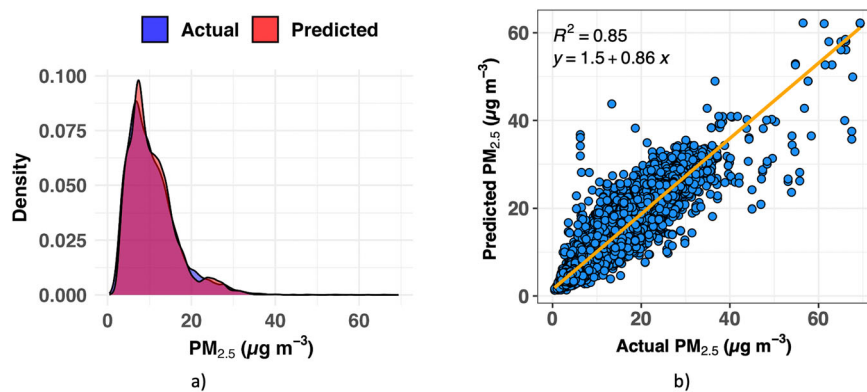 Actual Predicted
0.100
0.075
0.050
0.025
0.000
Density
0 20 40 60
PM2.5 (µg m−3)
a)
R2 = 0.85
y = 1.5 + 0.86 x
60
40
20
0
Predicted PM2.5 (µg m−3)
0 20 40 60
Actual PM2.5 (µg m−3)
b)